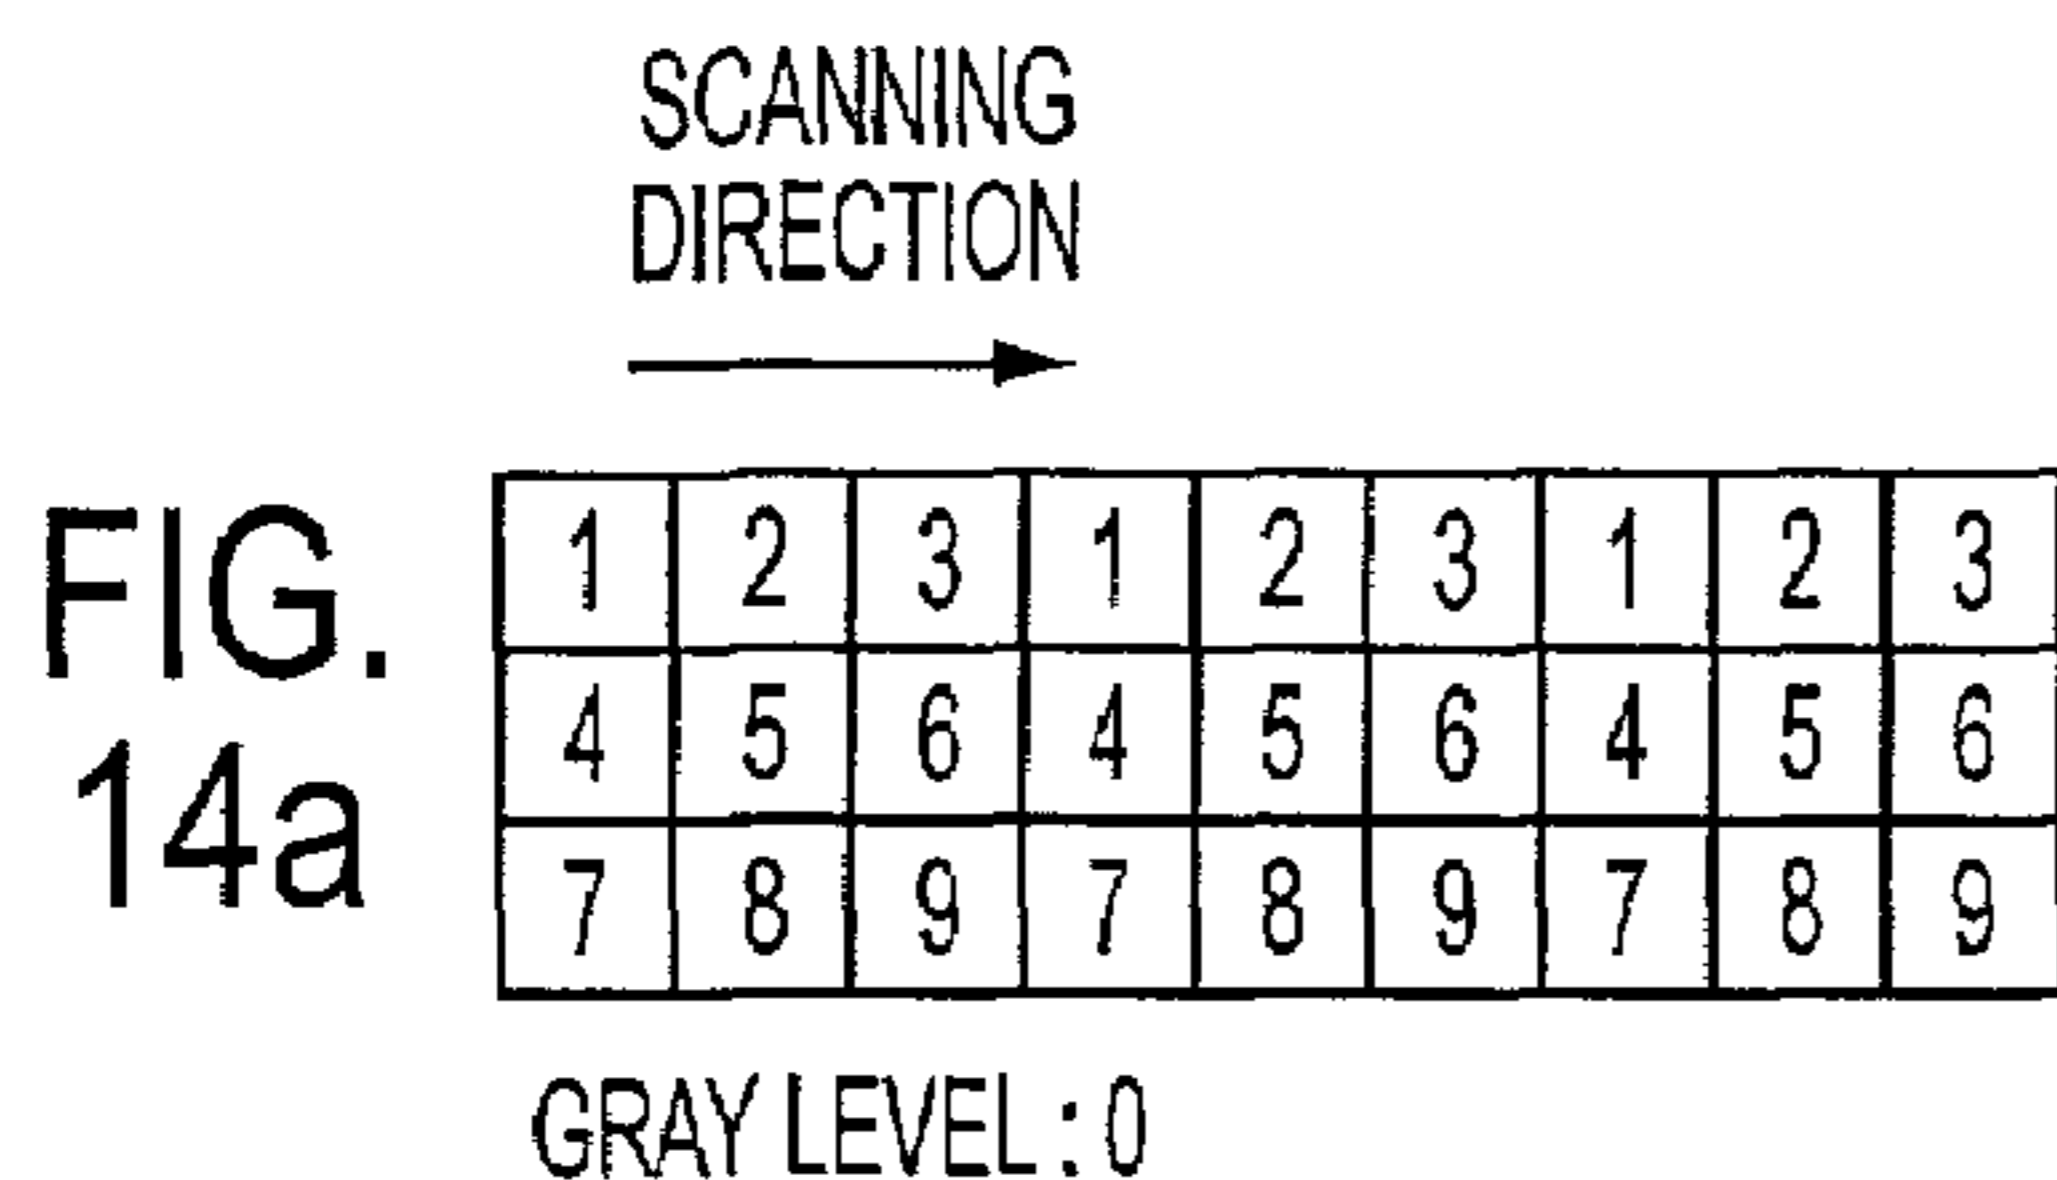 SCANNING
DIRECTION
FIG.
14a
1 2 3 1 2 3 1 2 3
4 5 6 4 5 6 4 5 6
7 8 9 7 8 9 7 8 9
GRAY LEVEL : 0